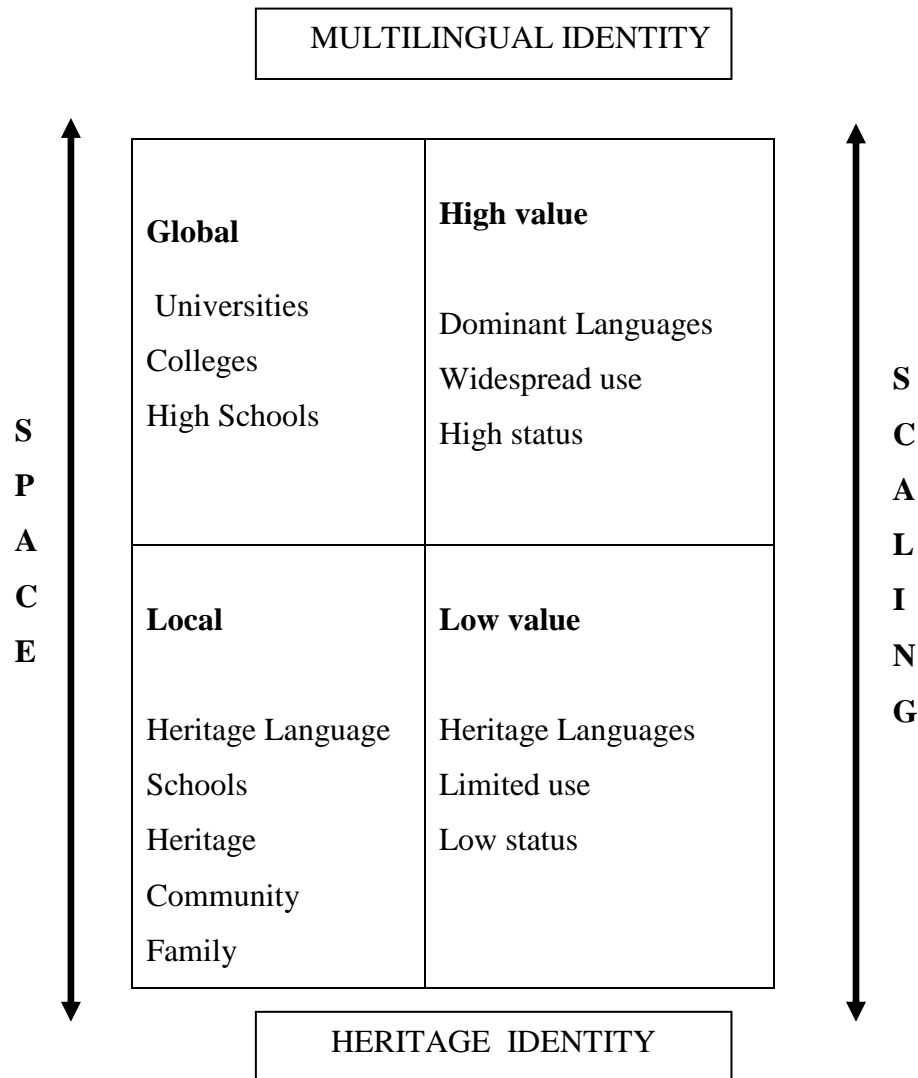 MULTILINGUAL IDENTITY
Global
Universities
Colleges
High Schools
High value
Dominant Languages
Widespread use
High status
S
P
A
C
E
S
C
A
L
I
N
G
Local
Heritage Language
Schools
Heritage
Community
Family
Low value
Heritage Languages
Limited use
Low status
HERITAGE IDENTITY